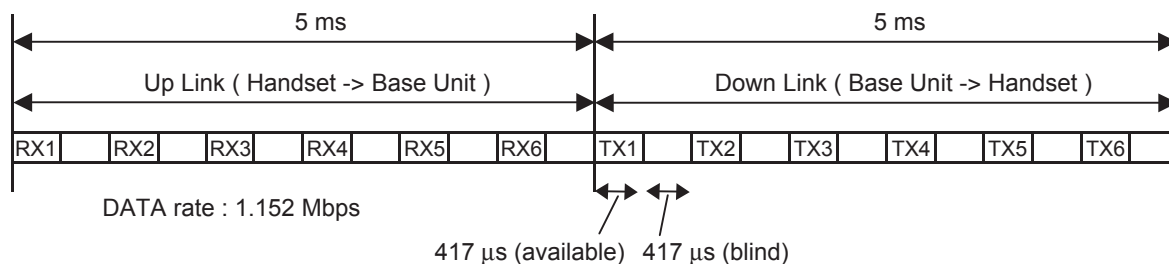 5 ms 5 ms
Up Link ( Handset -> Base Unit ) Down Link ( Base Unit -> Handset )
RX1 RX2 RX3 RX4 RX5 RX6 TX1 TX2 TX3 TX4 TX5 TX6
DATA rate : 1.152 Mbps
417 μs (available) 417 μs (blind)